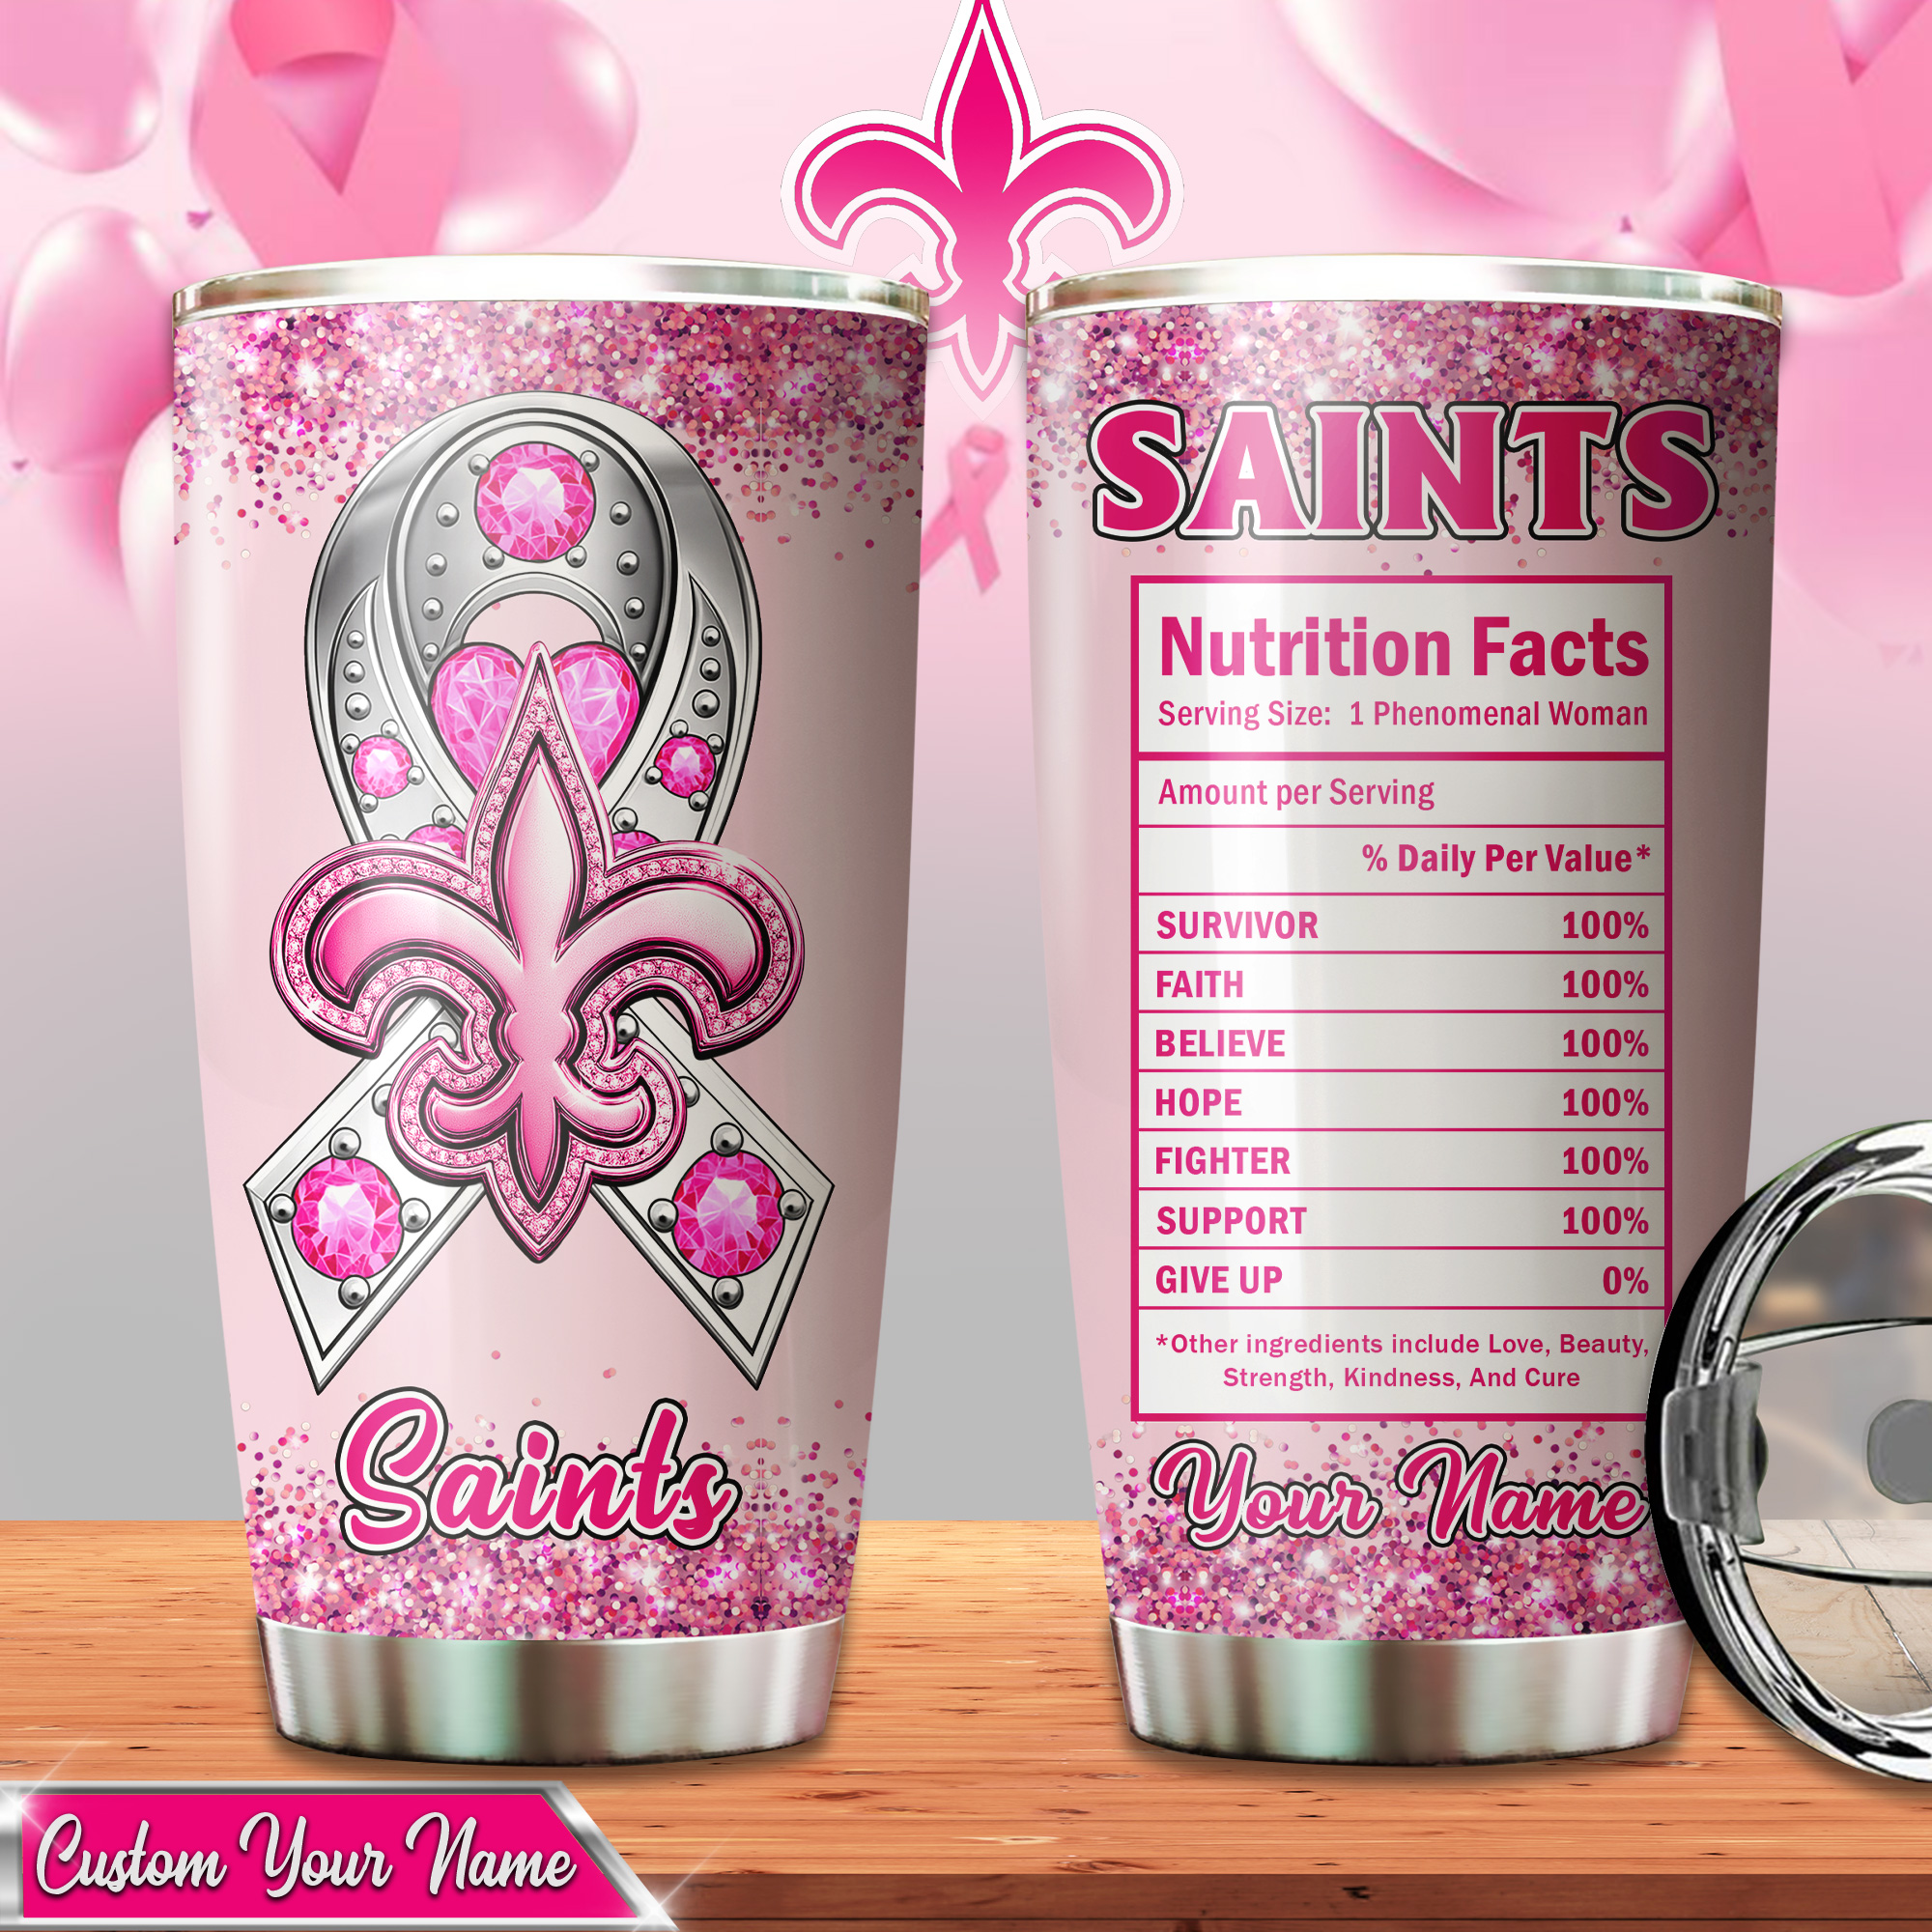 SAINTS
Nutrition Facts
Serving Size: 1 Phenomenal Woman
Amount per Serving
% Daily Per Value*
SURVIVOR 100%
FAITH 100%
BELIEVE 100%
HOPE 100%
FIGHTER 100%
SUPPORT 100%
GIVE UP 0%
*Other ingredients include Love, Beauty,
Strength, Kindness, And Cure
Saints
Your Name
Custom Your Name